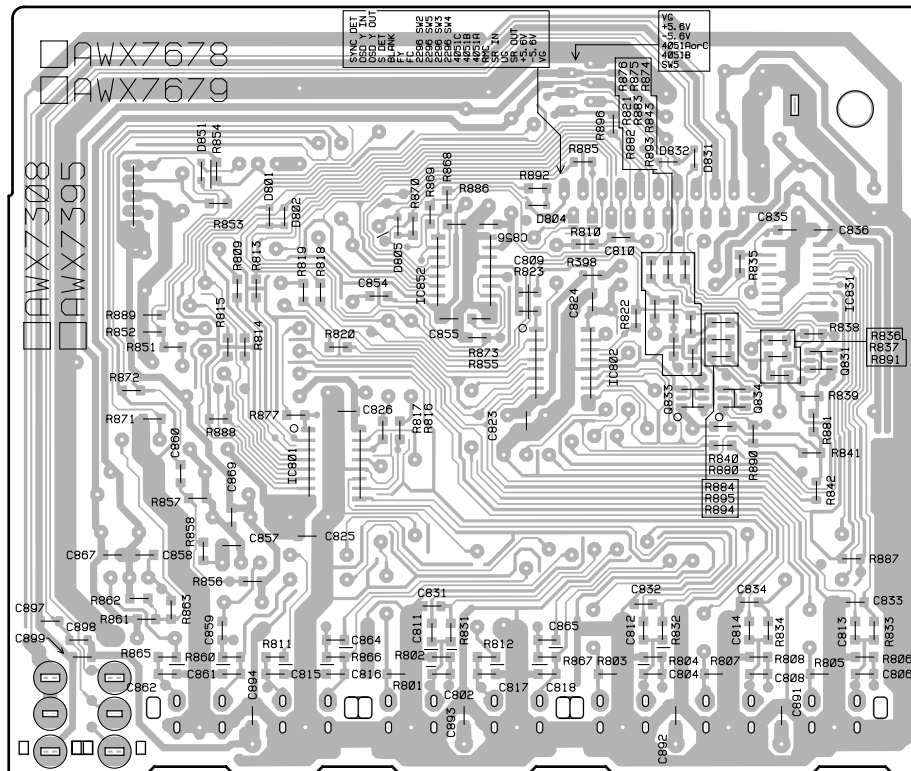 AWX7678
AWX7679
AWX7308
AWX7395
SYNC DET
OSD Y IN
OSD Y OUT
S DET
BLANK
FY
FC
2296 SW2
2296 SW5
2296 SW3
2296 SW4
4051C
4051B
4051A
RMC
SR IN
UG
SR OUT
+5.6V
-5.6V
VG
VG
+5.6V
-5.6V
4051AorC
4051B
SW5
R876
R875
R874
R821
R883
R843
R882
R893
R896
R885
D832
D831
D851
R854
R853
D801
D802
R892
R886
R868
R869
R870
D805
D804
C856
R810
C810
C835
C836
R809
R813
R819
R818
C854
IC852
C809
R823
R398
C824
R822
R835
IC831
R889
R852
R851
R815
R814
R820
C855
R873
R855
IC802
R838
R836
R837
R891
Q831
R872
R871
R888
R877
C826
R817
R816
C823
Q833
Q834
R839
R881
R841
C860
C869
IC801
R840
R880
R890
R884
R895
R894
R842
R857
R858
C857
C825
C867
C858
R856
R887
R862
R863
R861
C859
C831
C811
R831
C832
C812
R832
C834
C814
R834
C833
C813
R833
C897
C898
C899
R865
R860
R811
C864
R866
R802
R812
C865
R867
R803
R804
R807
R808
R805
R806
C862
C861
C894
C815
C816
R801
C802
C893
C817
C818
C804
C892
C808
C891
C806